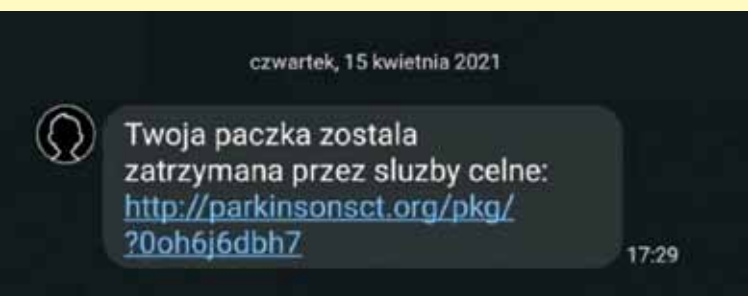 czwartek, 15 kwietnia 2021
Twoja paczka zostala
zatrzymana przez sluzby celne:
http://parkinsonsct.org/pkg/
?0oh6j6dbh7
17:29